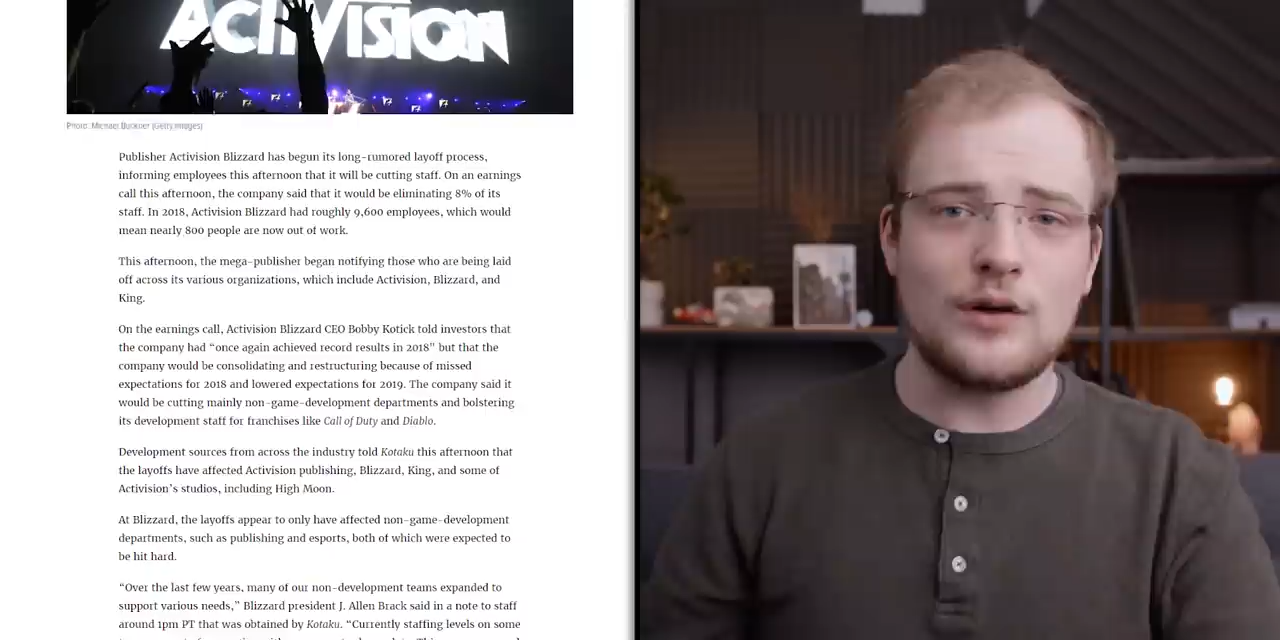 ACTIVISION
Photo: Michael Buckner (Getty Images)
Publisher Activision Blizzard has begun its long-rumored layoff process,
informing employees this afternoon that it will be cutting staff. On an earnings
call this afternoon, the company said that it would be eliminating 8% of its
staff. In 2018, Activision Blizzard had roughly 9,600 employees, which would
mean nearly 800 people are now out of work.
This afternoon, the mega-publisher began notifying those who are being laid
off across its various organizations, which include Activision, Blizzard, and
King.
On the earnings call, Activision Blizzard CEO Bobby Kotick told investors that
the company had “once again achieved record results in 2018” but that the
company would be consolidating and restructuring because of missed
expectations for 2018 and lowered expectations for 2019. The company said it
would be cutting mainly non-game-development departments and bolstering
its development staff for franchises like Call of Duty and Diablo.
Development sources from across the industry told Kotaku this afternoon that
the layoffs have affected Activision publishing, Blizzard, King, and some of
Activision’s studios, including High Moon.
At Blizzard, the layoffs appear to only have affected non-game-development
departments, such as publishing and esports, both of which were expected to
be hit hard.
“Over the last few years, many of our non-development teams expanded to
support various needs,” Blizzard president J. Allen Brack said in a note to staff
around 1pm PT that was obtained by Kotaku. “Currently staffing levels on some